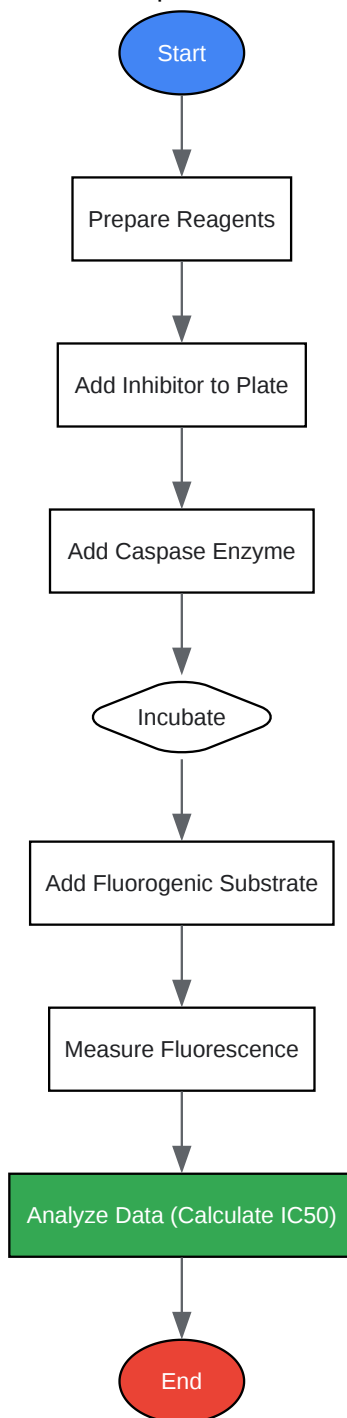 Start
Prepare Reagents
Add Inhibitor to Plate
Add Caspase Enzyme
Incubate
Add Fluorogenic Substrate
Measure Fluorescence
Analyze Data (Calculate IC50)
End